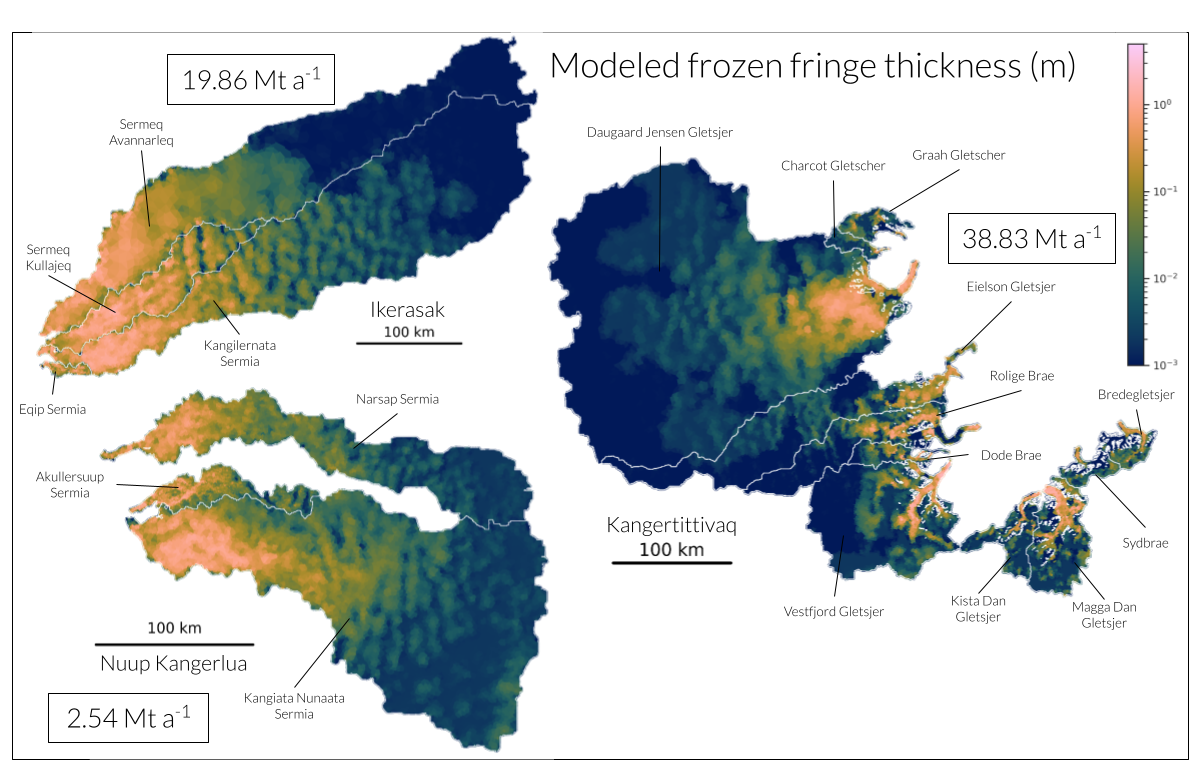 Modeled frozen fringe thickness (m)
19.86 Mt a-1
Sermeq
Avannarleq
Sermeq
Kullajeq
Ikerasak
100 km
Kangilernata
Sermia
Eqip Sermia
Narsap Sermia
Akullersuup
Sermia
100 km
Nuup Kangerlua
Kangiata Nunaata
Sermia
2.54 Mt a-1
Daugaard Jensen Gletsjer
Charcot Gletscher
Graah Gletscher
38.83 Mt a-1
Eielson Gletsjer
Rolige Brae
Bredegletsjer
Dode Brae
Kangertittivaq
100 km
Sydbrae
Vestfjord Gletsjer
Kista Dan
Gletsjer
Magga Dan
Gletsjer
10⁰
10⁻¹
10⁻²
10⁻³